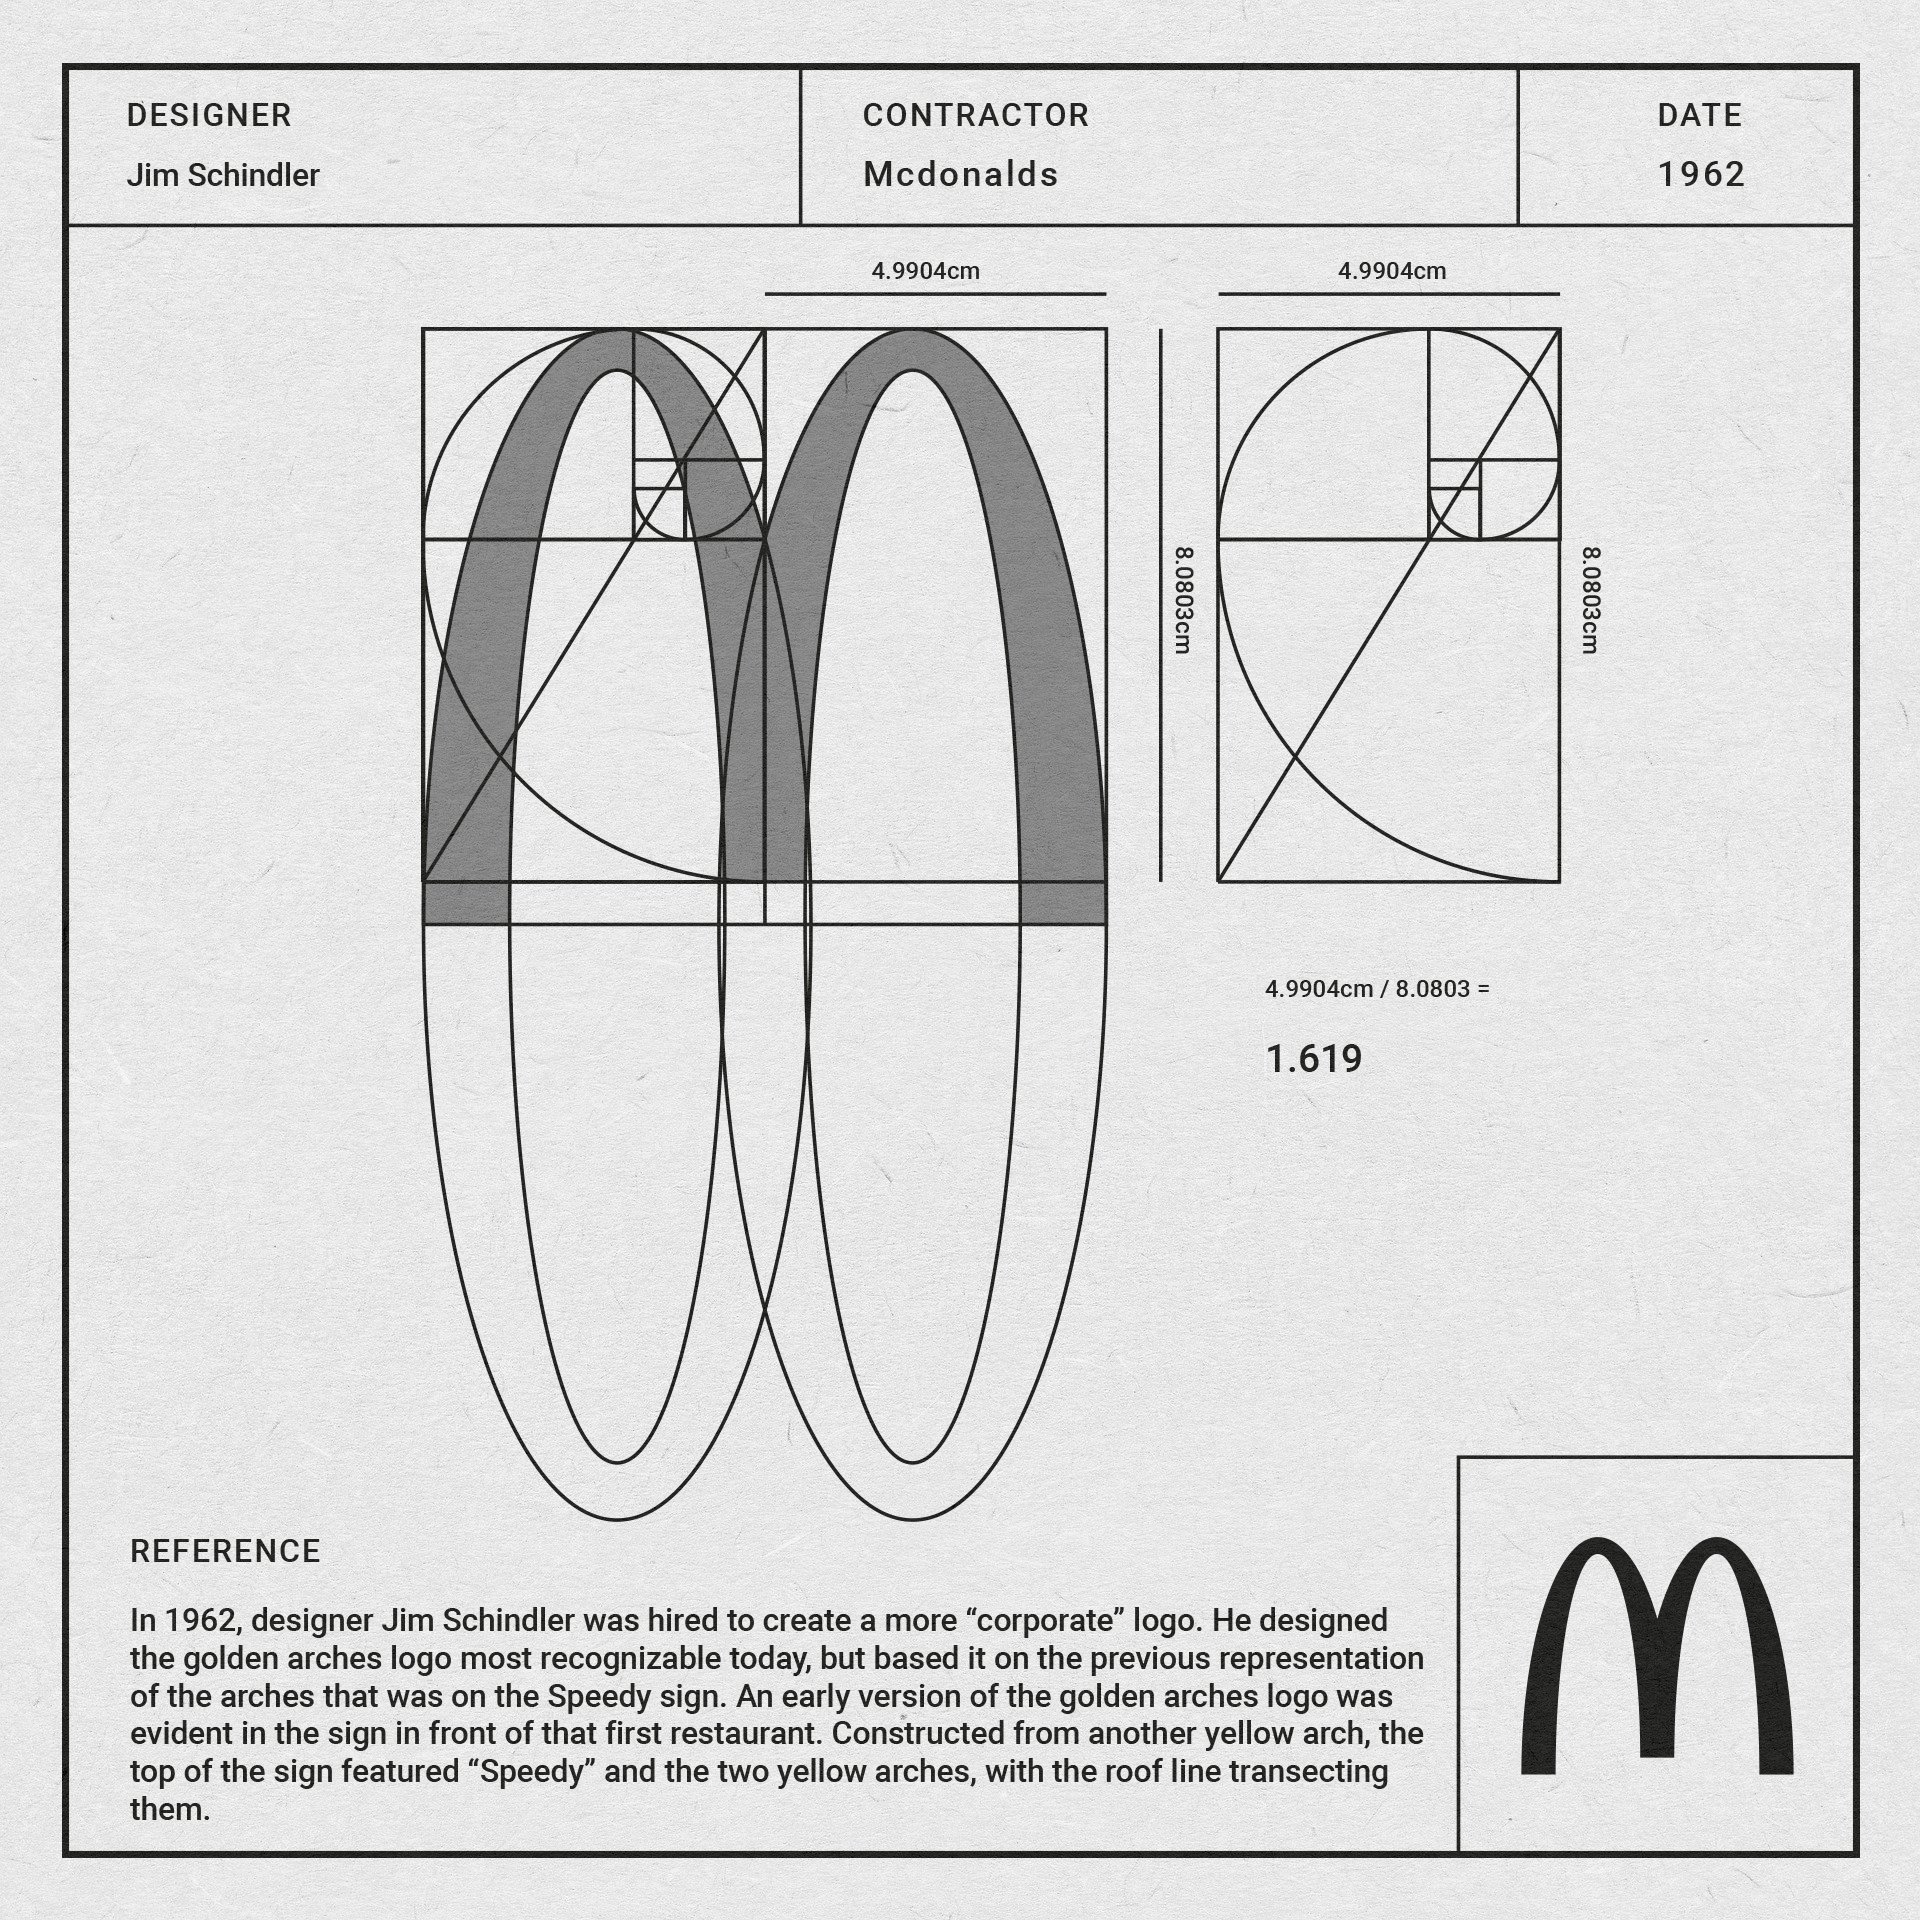 DESIGNER
Jim Schindler
CONTRACTOR
Mcdonalds
DATE
1962
4.9904cm
4.9904cm
8.0803cm
8.0803cm
4.9904cm / 8.0803 =
1.619
REFERENCE
In 1962, designer Jim Schindler was hired to create a more “corporate” logo. He designed
the golden arches logo most recognizable today, but based it on the previous representation
of the arches that was on the Speedy sign. An early version of the golden arches logo was
evident in the sign in front of that first restaurant. Constructed from another yellow arch, the
top of the sign featured “Speedy” and the two yellow arches, with the roof line transecting
them.